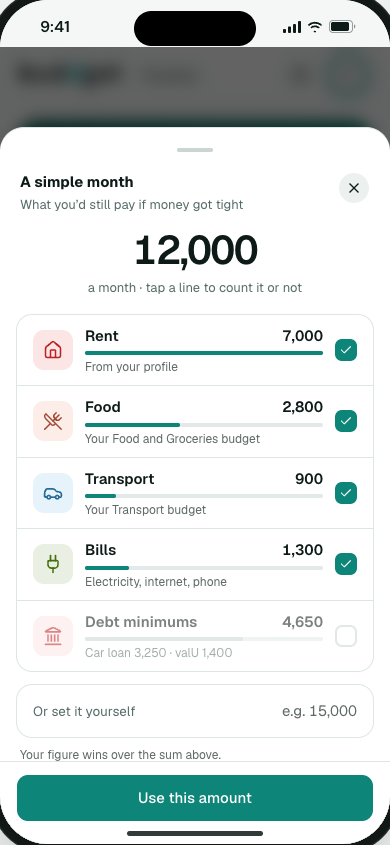 9:41
A simple month
What you'd still pay if money got tight
12,000
a month · tap a line to count it or not
Rent 7,000
From your profile
Food 2,800
Your Food and Groceries budget
Transport 900
Your Transport budget
Bills 1,300
Electricity, internet, phone
Debt minimums 4,650
Car loan 3,250 · valU 1,400
Or set it yourself e.g. 15,000
Your figure wins over the sum above.
Use this amount